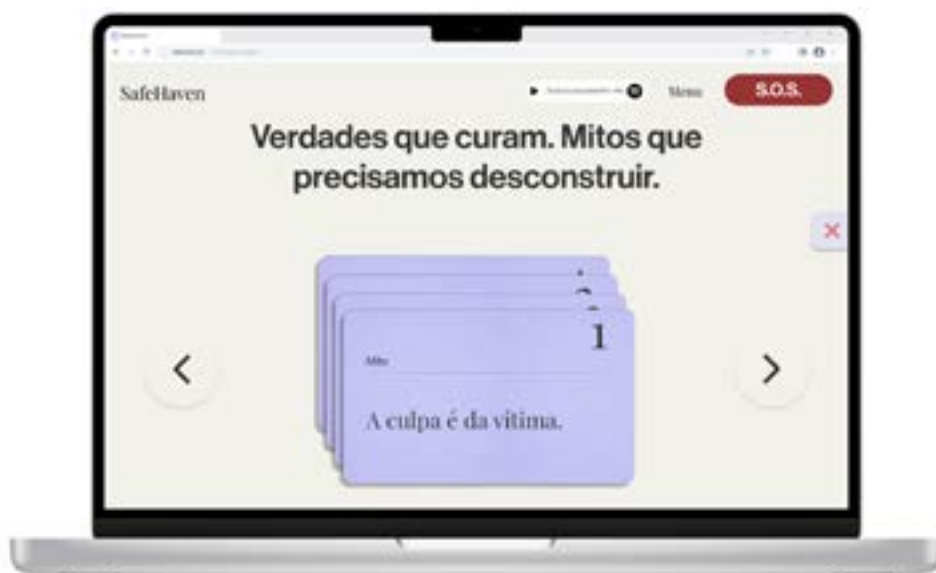 SafeHaven
Menu
S.O.S.
Verdades que curam. Mitos que
precisamos desconstruir.
1
Mito
A culpa é da vítima.